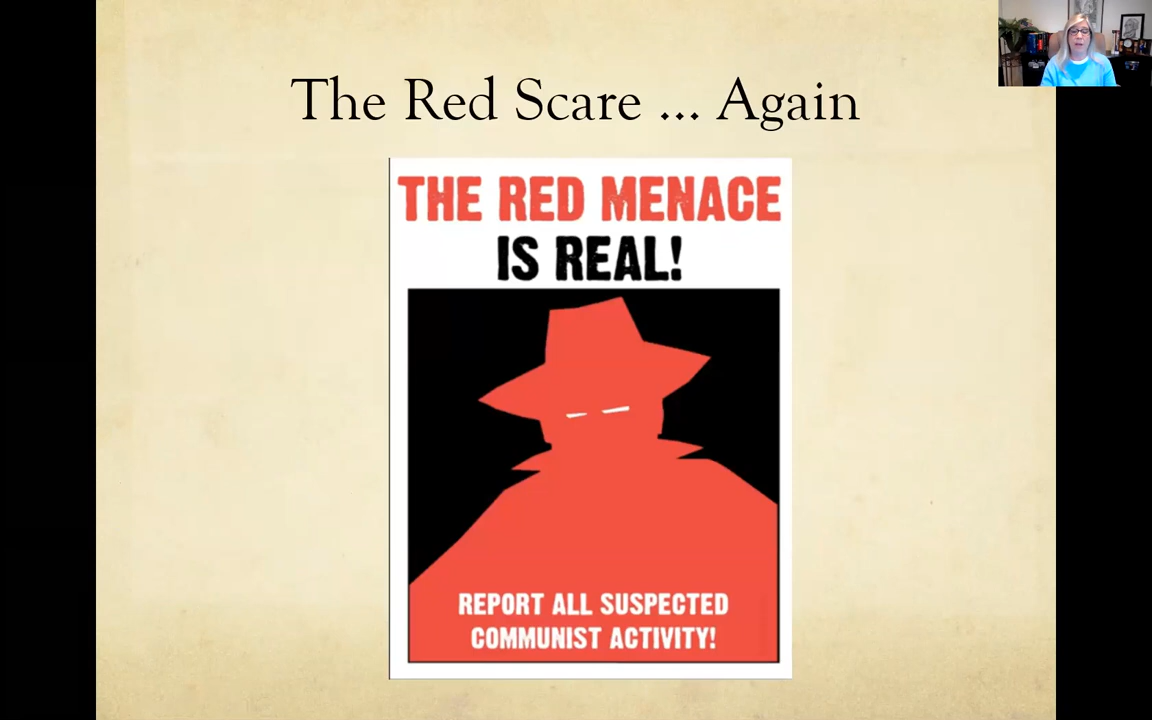 The Red Scare ... Again
THE RED MENACE
IS REAL!
REPORT ALL SUSPECTED
COMMUNIST ACTIVITY!